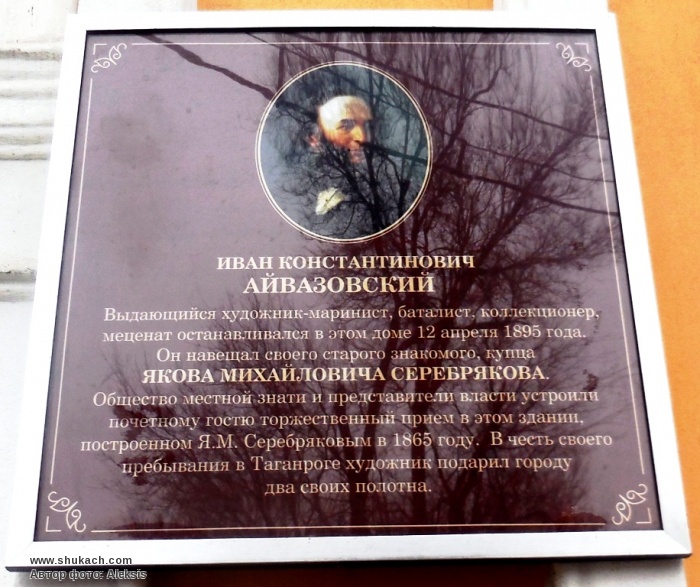 ИВАН КОНСТАНТИНОВИЧ
АЙВАЗОВСКИЙ
Выдающийся художник-маринист, баталист, коллекционер,
меценат останавливался в этом доме 12 апреля 1895 года.
Он навещал своего старого знакомого, купца
ЯКОВА МИХАЙЛОВИЧА СЕРЕБРЯКОВА.
Общество местной знати и представители власти устроили
почетному гостю торжественный прием в этом здании,
построенном Я.М. Серебряковым в 1865 году. В честь своего
пребывания в Таганроге художник подарил городу
два своих полотна.
www.shukach.com
Автор фото: Aleksis